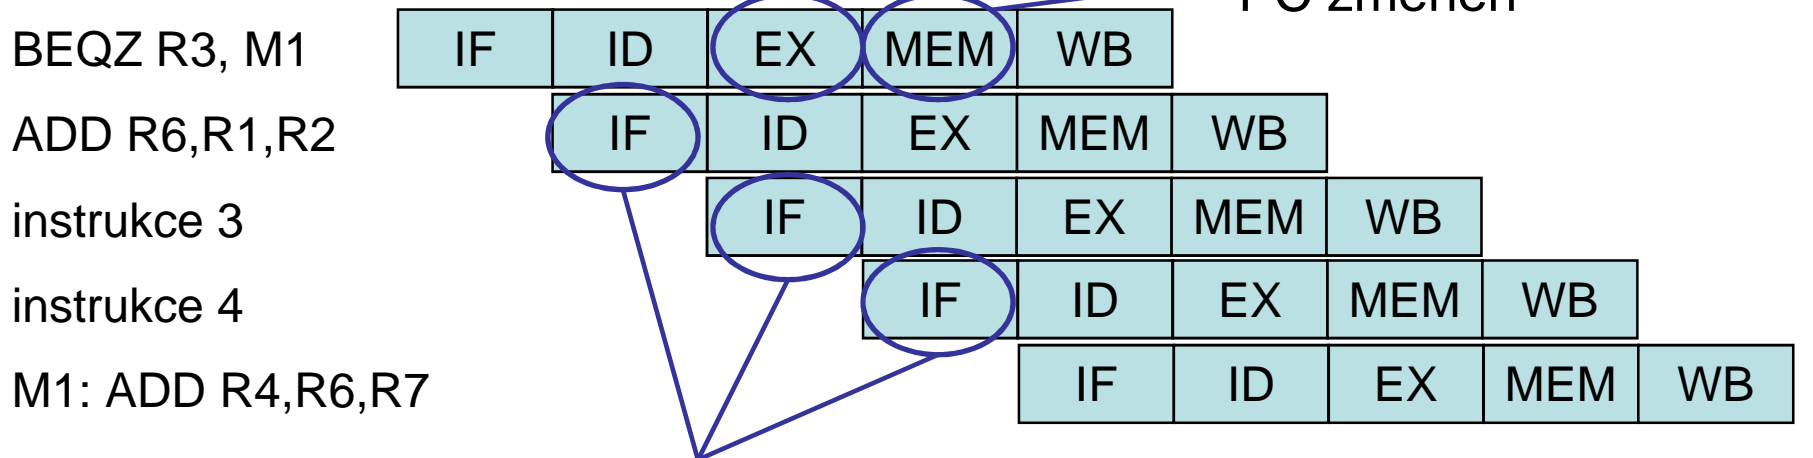 PC změněn
BEQZ R3, M1 IF ID EX MEM WB
ADD R6,R1,R2 IF ID EX MEM WB
instrukce 3 IF ID EX MEM WB
instrukce 4 IF ID EX MEM WB
M1: ADD R4,R6,R7 IF ID EX MEM WB